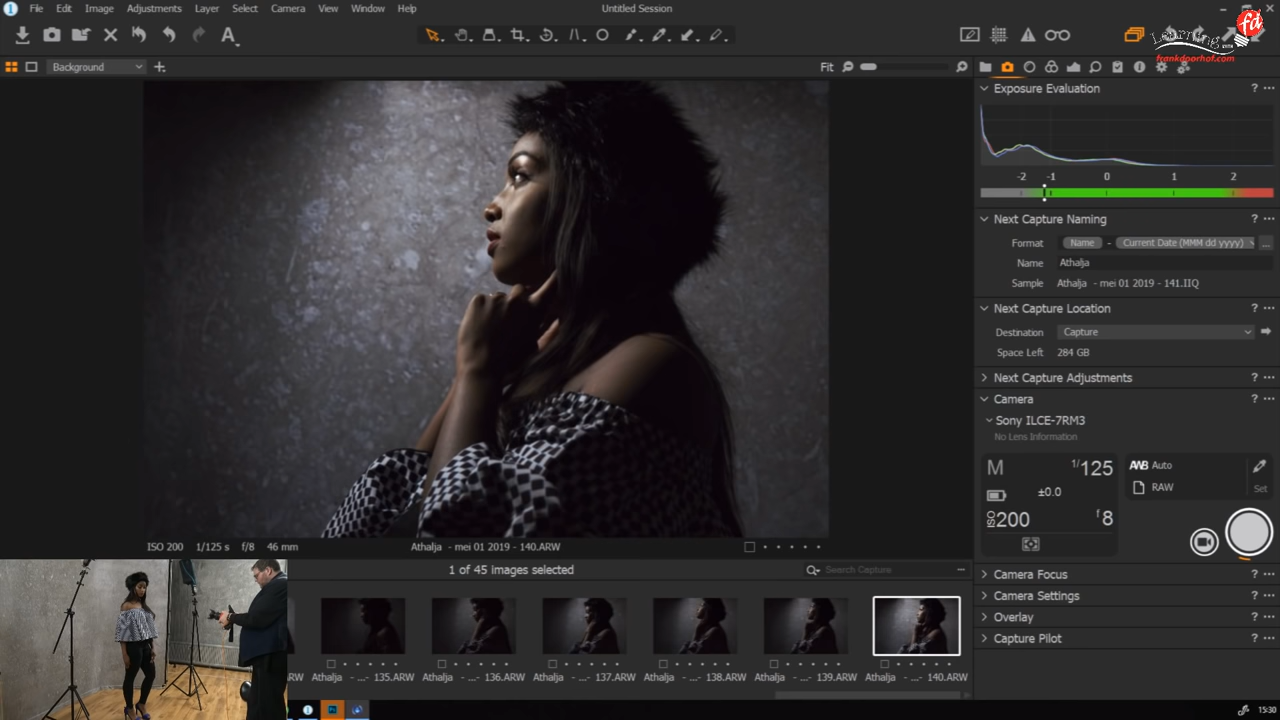 File Edit Image Adjustments Layer Select Camera View Window Help Untitled Session
fd
Learning
frankdoorhof.com
Background Fit
Exposure Evaluation ? ...
-2 -1 0 1 2
Next Capture Naming ? ...
Format Name - Current Date (MMM dd yyyy) ...
Name Athalja
Sample Athalja - mei 01 2019 - 141.IIQ
Next Capture Location ? ...
Destination Capture
Space Left 284 GB
Next Capture Adjustments ? ...
Camera ? ...
Sony ILCE-7RM3
No Lens Information
M 1/125 AWB Auto
±0.0 RAW Set
ISO 200 f 8
ISO 200 1/125 s f/8 46 mm Athalja - mei 01 2019 - 140.ARW
1 of 45 images selected Search Capture ...
Camera Focus ? ...
Camera Settings ? ...
Overlay ? ...
Capture Pilot ? ...
RW Athalja - ...- 135.ARW Athalja - ...- 136.ARW Athalja - ...- 137.ARW Athalja - ...- 138.ARW Athalja - ...- 139.ARW Athalja - ...- 140.ARW
15:30